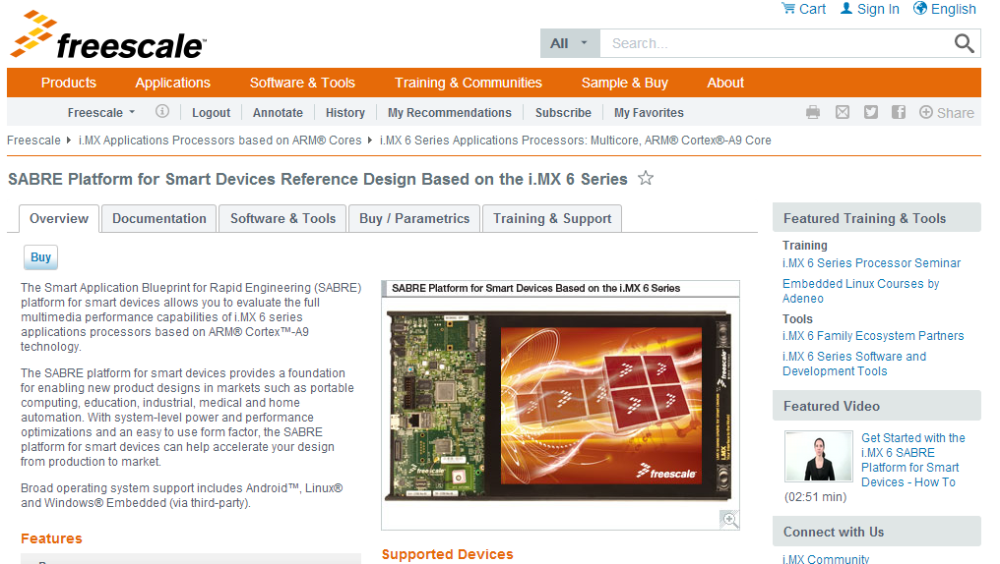 Cart Sign In English
freescale™
All Search...
Products Applications Software & Tools Training & Communities Sample & Buy About
Freescale Logout Annotate History My Recommendations Subscribe My Favorites Share
Freescale i.MX Applications Processors based on ARM® Cores i.MX 6 Series Applications Processors: Multicore, ARM® Cortex®-A9 Core
SABRE Platform for Smart Devices Reference Design Based on the i.MX 6 Series
Overview Documentation Software & Tools Buy / Parametrics Training & Support
Buy
The Smart Application Blueprint for Rapid Engineering (SABRE)
platform for smart devices allows you to evaluate the full
multimedia performance capabilities of i.MX 6 series
applications processors based on ARM® Cortex™-A9
technology.
The SABRE platform for smart devices provides a foundation
for enabling new product designs in markets such as portable
computing, education, industrial, medical and home
automation. With system-level power and performance
optimizations and an easy to use form factor, the SABRE
platform for smart devices can help accelerate your design
from production to market.
Broad operating system support includes Android™, Linux®
and Windows® Embedded (via third-party).
Features
SABRE Platform for Smart Devices Based on the i.MX 6 Series
freescale
freescale
freescale
i.MX
Supported Devices
Featured Training & Tools
Training
i.MX 6 Series Processor Seminar
Embedded Linux Courses by
Adeneo
Tools
i.MX 6 Family Ecosystem Partners
i.MX 6 Series Software and
Development Tools
Featured Video
Get Started with the
i.MX 6 SABRE
Platform for Smart
Devices - How To
(02:51 min)
Connect with Us
i.MX Community